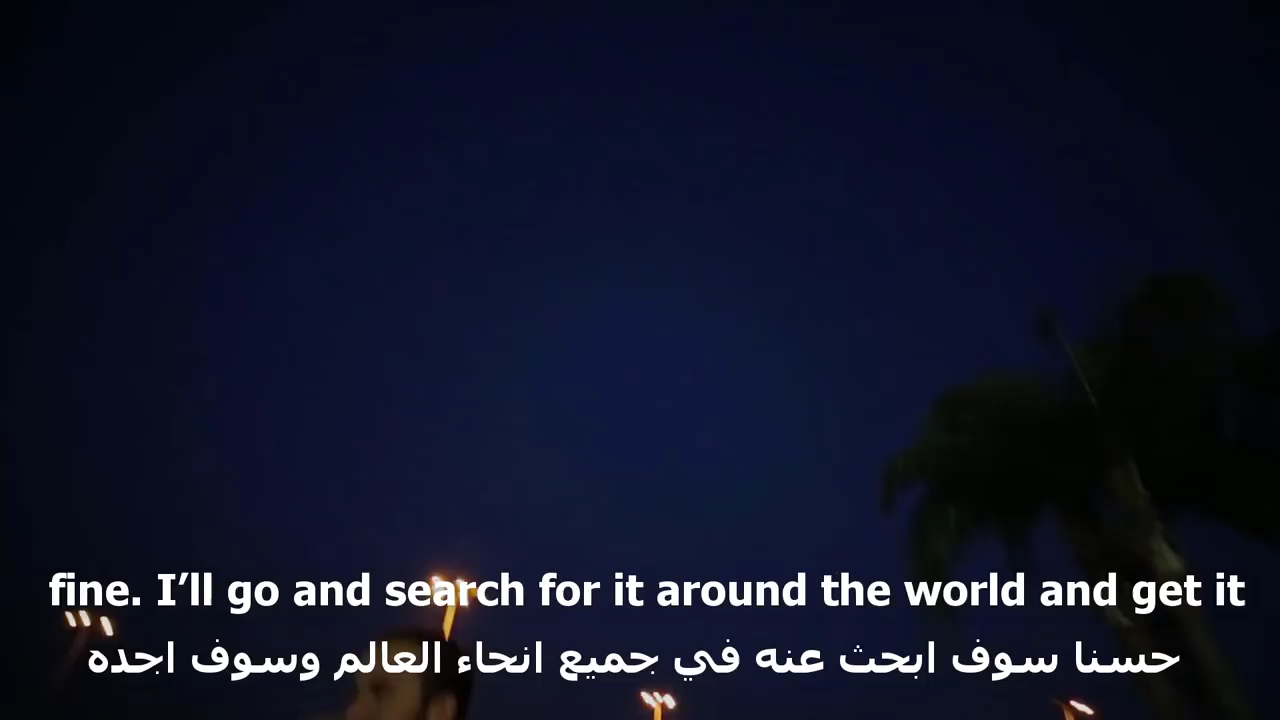 fine. I’ll go and search for it around the world and get it
حسنا سوف ابحث عنه في جميع انحاء العالم وسوف اجده